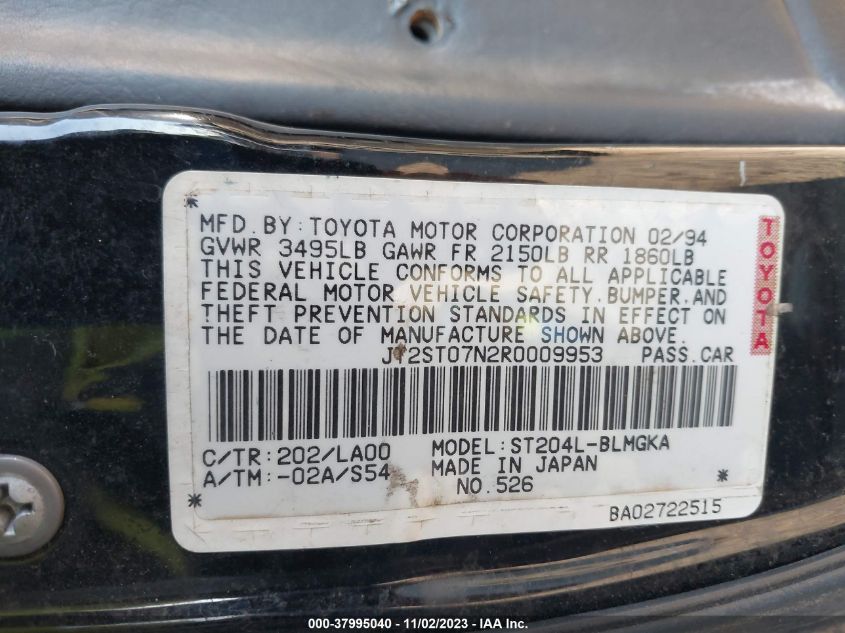 MFD.BY:TOYOTA MOTOR CORPORATION 02/94
GVWR 3495LB GAWR FR 2150LB RR 1860LB
THIS VEHICLE CONFORMS TO ALL APPLICABLE
FEDERAL MOTOR VEHICLE SAFETY.BUMPER.AND
THEFT PREVENTION STANDARDS IN EFFECT ON
THE DATE OF MANUFACTURE SHOWN ABOVE.
JT2ST07N2R0009953 PASS.CAR
C/TR:202/LA00 MODEL:ST204L-BLMGKA
A/TM:-02A/S54 MADE IN JAPAN
NO.526
BA02722515
TOYOTA
000-37995040 - 11/02/2023 - IAA Inc.